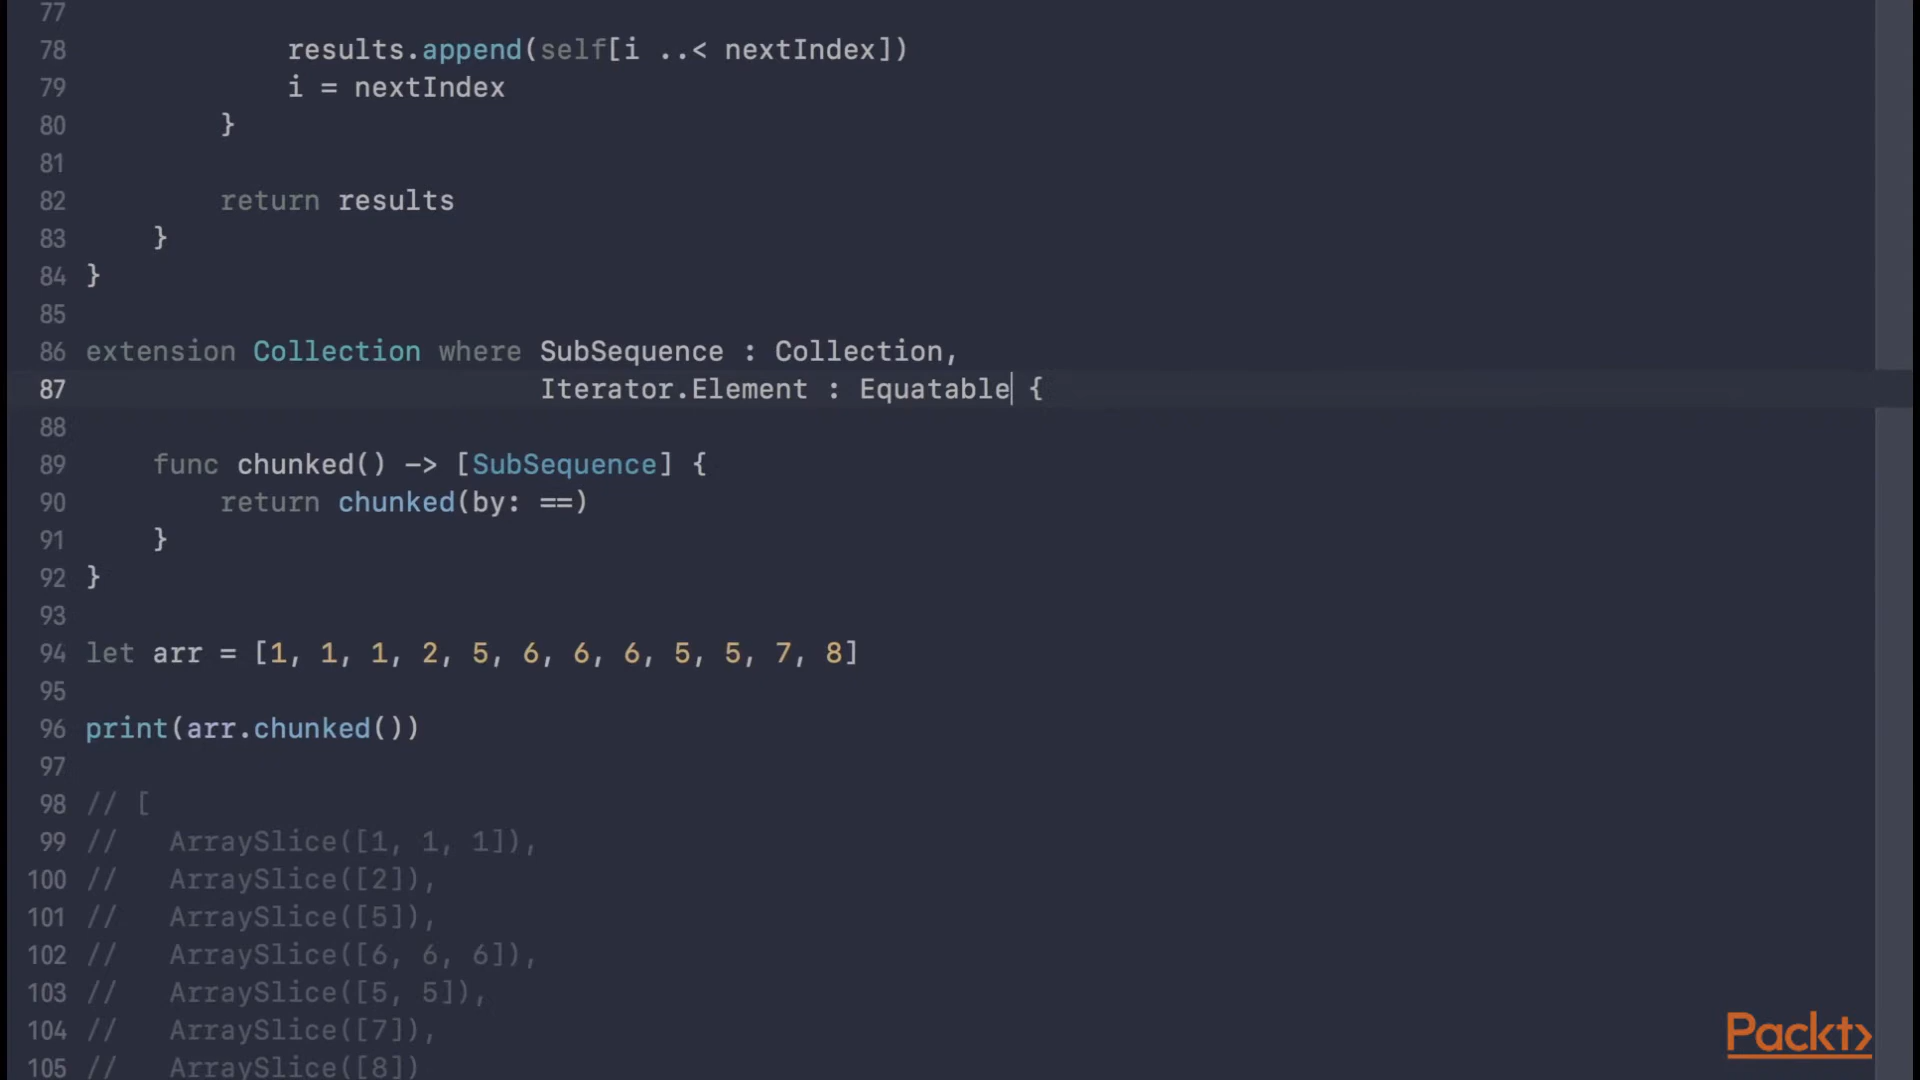 77
78 results.append(self[i ..< nextIndex])
79 i = nextIndex
80 }
81
82 return results
83 }
84 }
85
86 extension Collection where SubSequence : Collection,
87 Iterator.Element : Equatable {
88
89 func chunked() -> [SubSequence] {
90 return chunked(by: ==)
91 }
92 }
93
94 let arr = [1, 1, 1, 2, 5, 6, 6, 6, 5, 5, 7, 8]
95
96 print(arr.chunked())
97
98 // [
99 // ArraySlice([1, 1, 1]),
100 // ArraySlice([2]),
101 // ArraySlice([5]),
102 // ArraySlice([6, 6, 6]),
103 // ArraySlice([5, 5]),
104 // ArraySlice([7]),
105 // ArraySlice([8])
Packt>